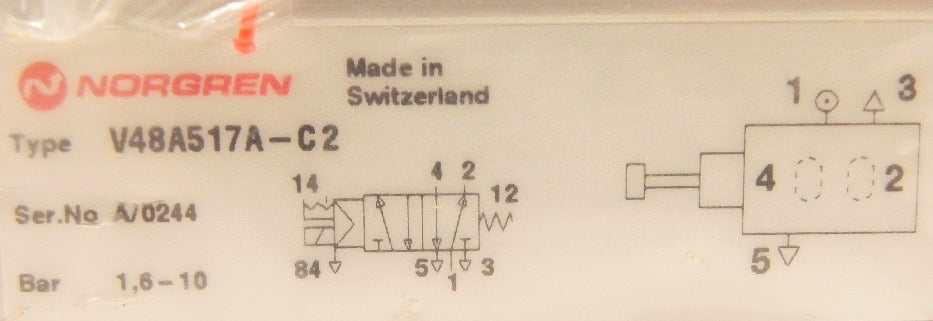 NORGREN
Made in
Switzerland
Type V48A517A-C2
Ser.No A/0244
Bar 1,6-10
14 4 2 12
84 5 1 3
1 3
4 2
5